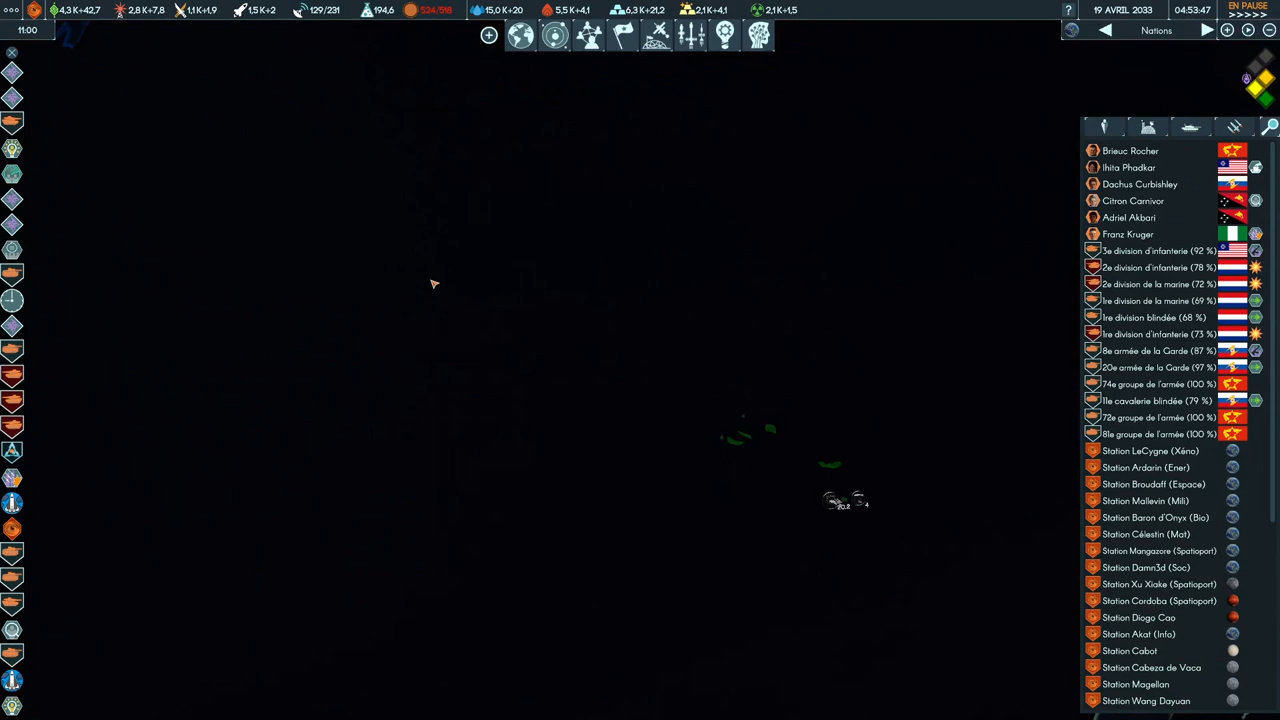 4,3 K+42,7
2,8 K+7,8
1,1 K+1,9
1,5 K+2
129/231
194,6
524/518
15,0 K+20
5,5 K+4,1
6,3 K+21,2
2,1 K+4,1
2,1 K+1,5
?
19 AVRIL 2033
04:53:47
EN PAUSE
>>>>>
11:00
Nations
Brieuc Rocher
Ihita Phadkar
Dachus Curbishley
Citron Carnivor
Adriel Akbari
Franz Kruger
3e division d'infanterie (92 %)
2e division d'infanterie (78 %)
2e division de la marine (72 %)
1re division de la marine (69 %)
1re division blindée (68 %)
1re division d'infanterie (73 %)
8e armée de la Garde (87 %)
20e armée de la Garde (97 %)
74e groupe de l'armée (100 %)
11e cavalerie blindée (79 %)
72e groupe de l'armée (100 %)
81e groupe de l'armée (100 %)
Station LeCygne (Xéno)
Station Ardarin (Ener)
Station Broudaff (Espace)
Station Mallevin (Mili)
20.2
4
Station Baron d'Onyx (Bio)
Station Célestin (Mat)
Station Mangazore (Spatioport)
Station Damn3d (Soc)
Station Xu Xiake (Spatioport)
Station Cordoba (Spatioport)
Station Diogo Cao
Station Akat (Info)
Station Cabot
Station Cabeza de Vaca
Station Magellan
Station Wang Dayuan